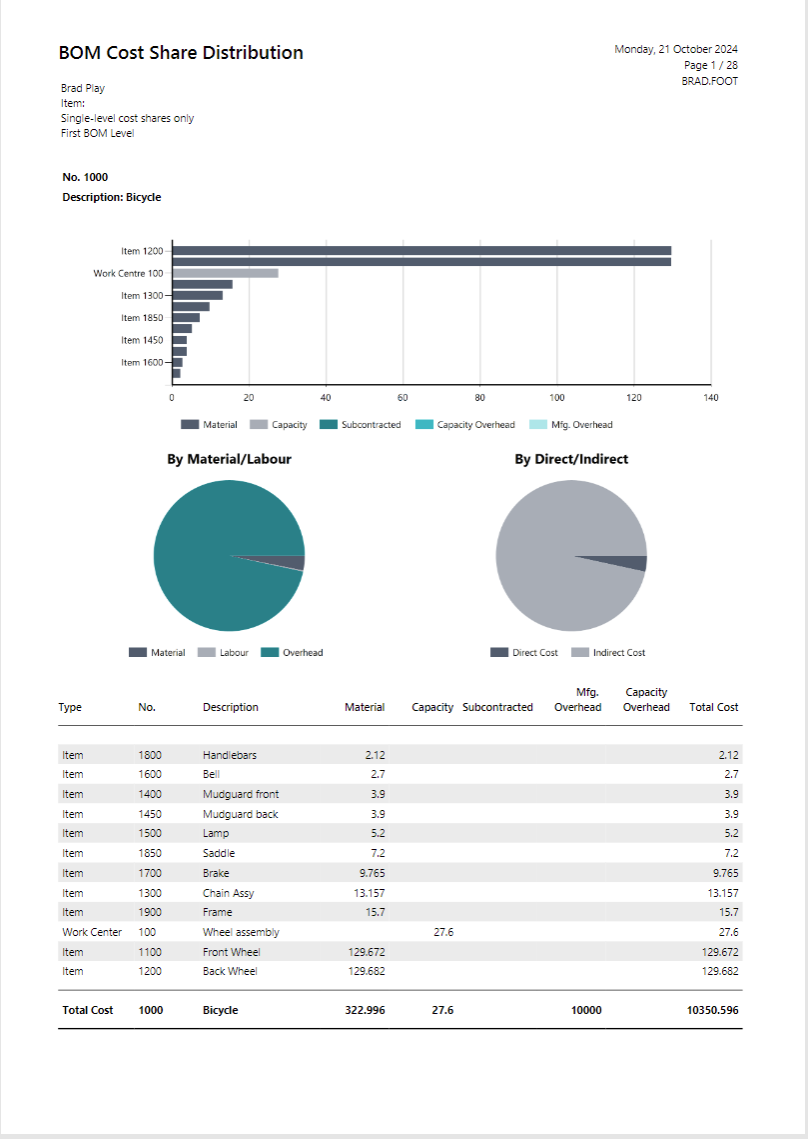 BOM Cost Share Distribution
Monday, 21 October 2024
Page 1 / 28
BRAD.FOOT
Brad Play
Item:
Single-level cost shares only
First BOM Level
No. 1000
Description: Bicycle
Item 1200
Work Centre 100
Item 1300
Item 1850
Item 1450
Item 1600
0 20 40 60 80 100 120 140
Material Capacity Subcontracted Capacity Overhead Mfg. Overhead
By Material/Labour By Direct/Indirect
Material Labour Overhead Direct Cost Indirect Cost
Type No. Description Material Capacity Subcontracted Mfg. Overhead Capacity Overhead Total Cost
Item 1800 Handlebars 2.12 2.12
Item 1600 Bell 2.7 2.7
Item 1400 Mudguard front 3.9 3.9
Item 1450 Mudguard back 3.9 3.9
Item 1500 Lamp 5.2 5.2
Item 1850 Saddle 7.2 7.2
Item 1700 Brake 9.765 9.765
Item 1300 Chain Assy 13.157 13.157
Item 1900 Frame 15.7 15.7
Work Center 100 Wheel assembly 27.6 27.6
Item 1100 Front Wheel 129.672 129.672
Item 1200 Back Wheel 129.682 129.682
Total Cost 1000 Bicycle 322.996 27.6 10000 10350.596